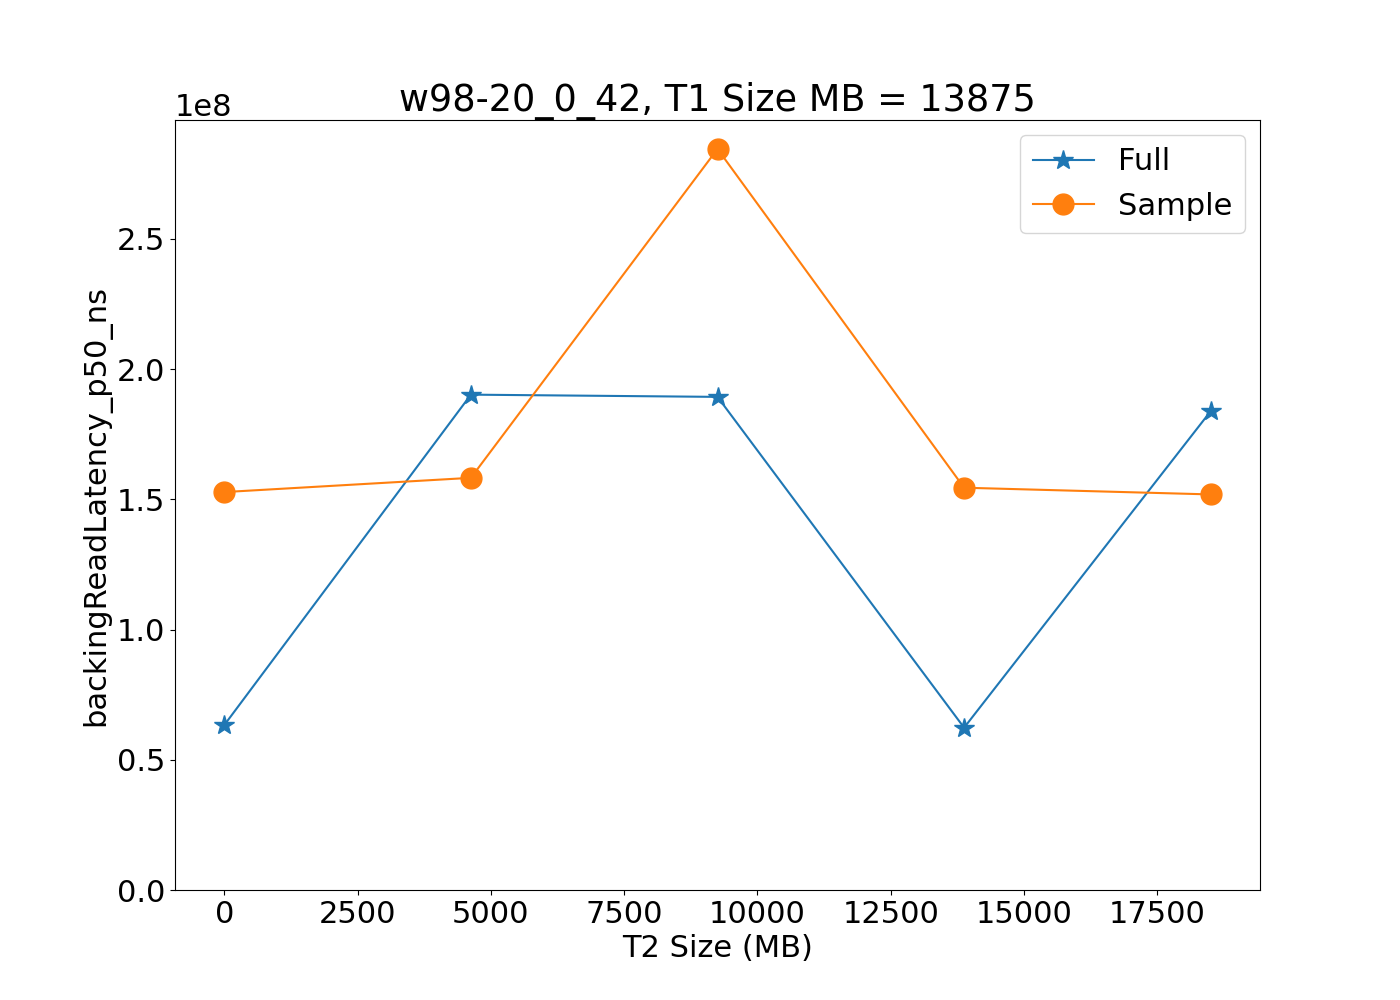 w98-20_0_42, T1 Size MB = 13875
1e8
Full
Sample
2.5
2.0
1.5
1.0
0.5
0.0
backingReadLatency_p50_ns
0 2500 5000 7500 10000 12500 15000 17500
T2 Size (MB)